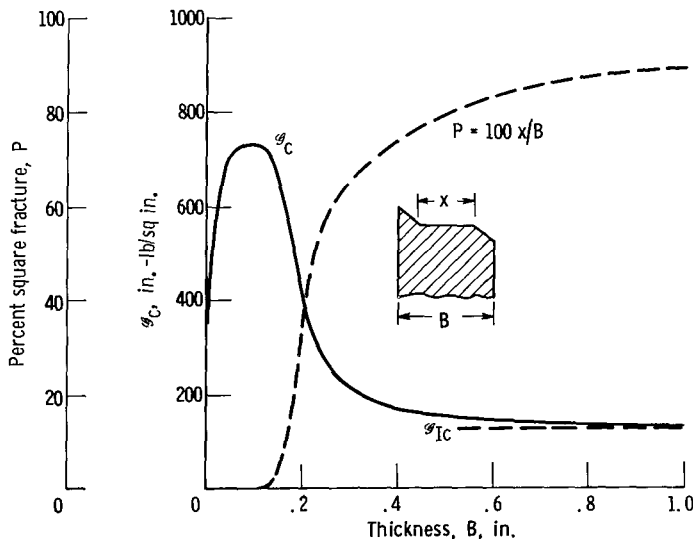 Percent square fracture, P
100
80
60
40
20
0
𝒢C, in. -lb/sq in.
1000
800
600
400
200
0
𝒢C
P = 100 x/B
x
B
𝒢Ic
.2
.4
.6
.8
1.0
Thickness, B, in.